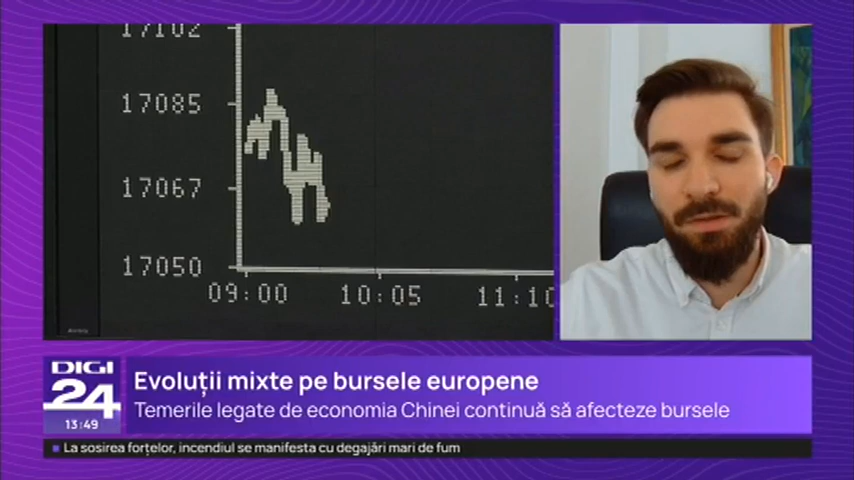 17102
17085
17067
17050
09:00 10:05 11:10
DIGI
24
13:49
Evoluții mixte pe bursele europene
Temerile legate de economia Chinei continuă să afecteze bursele
La sosirea forțelor, incendiul se manifesta cu degajări mari de fum